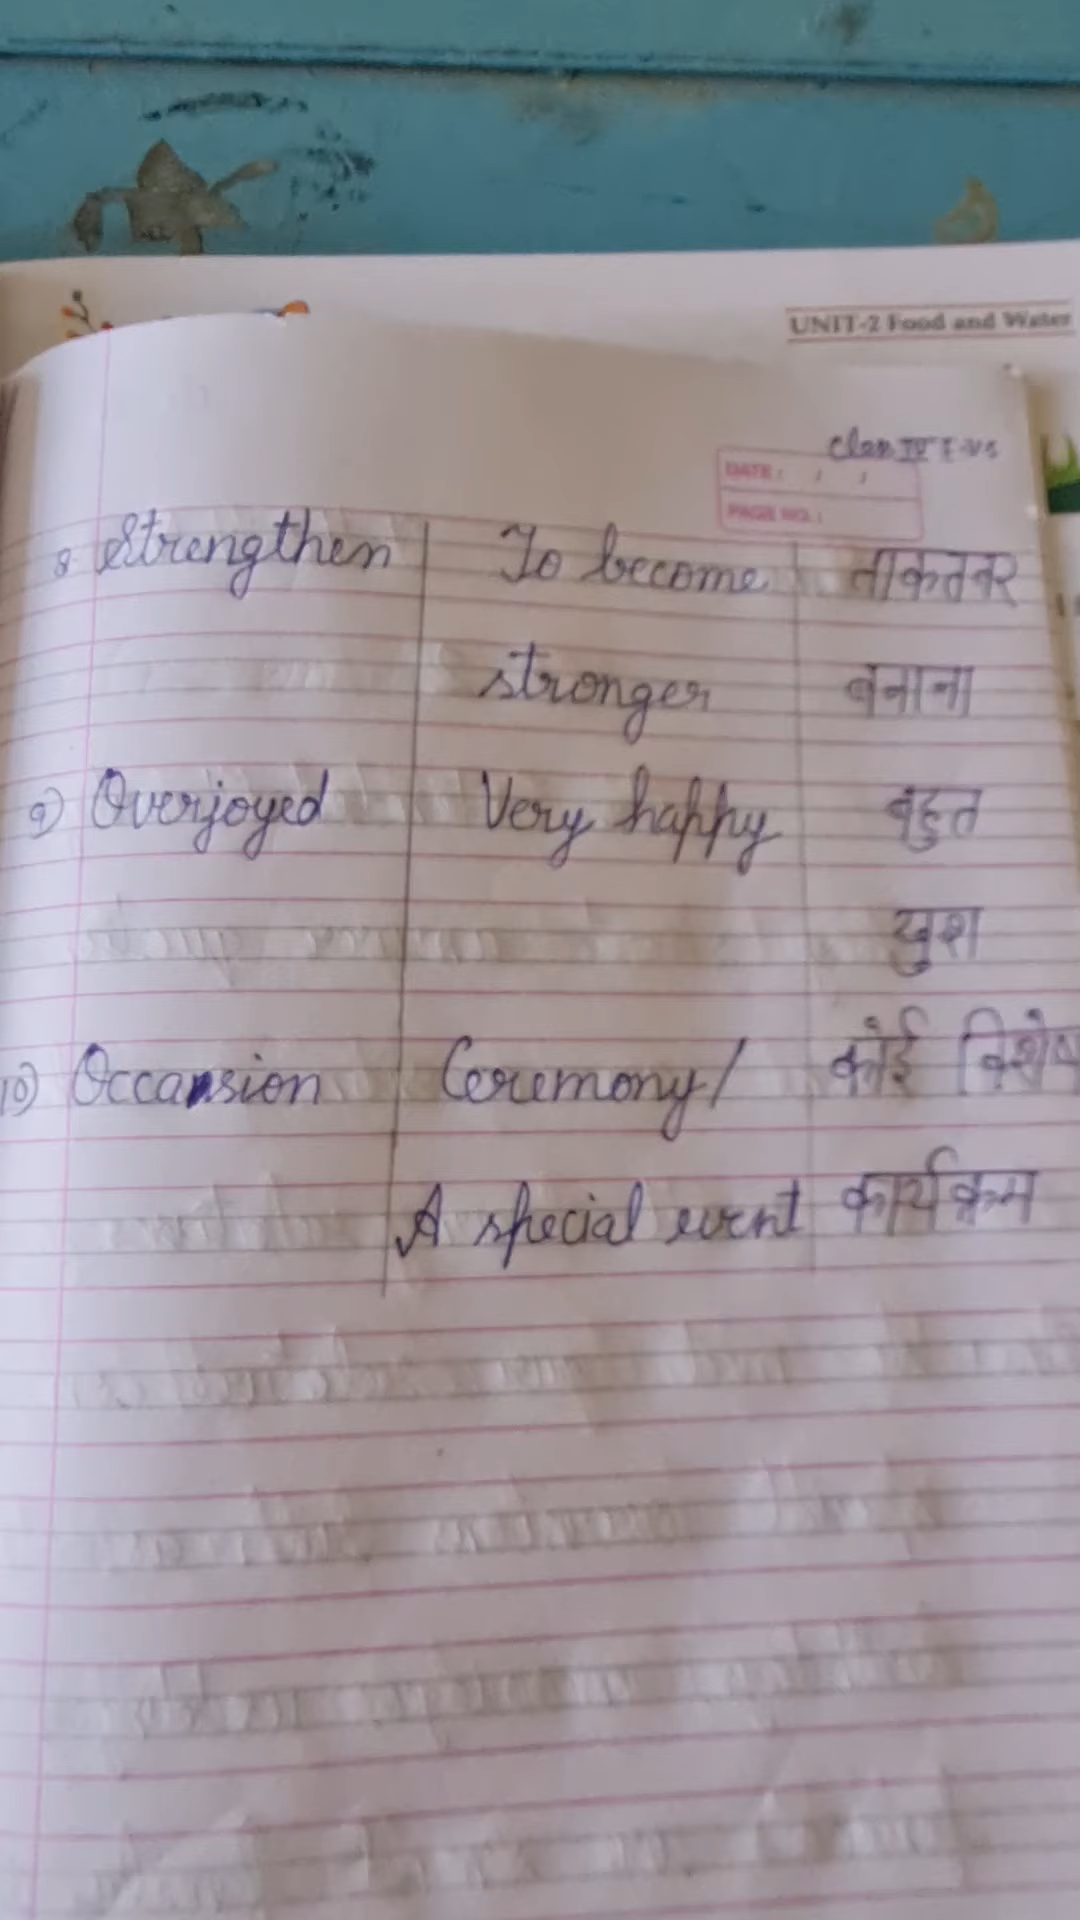 UNIT-2 Food and Water
Class IV E.V.S
DATE : / /
PAGE NO. :
8 Strengthen To become ताकतवर
stronger बनाना
9) Overjoyed Very happy बहुत
खुश
10) Occansion Ceremony/ कोई विशेष
A special event कार्यक्रम